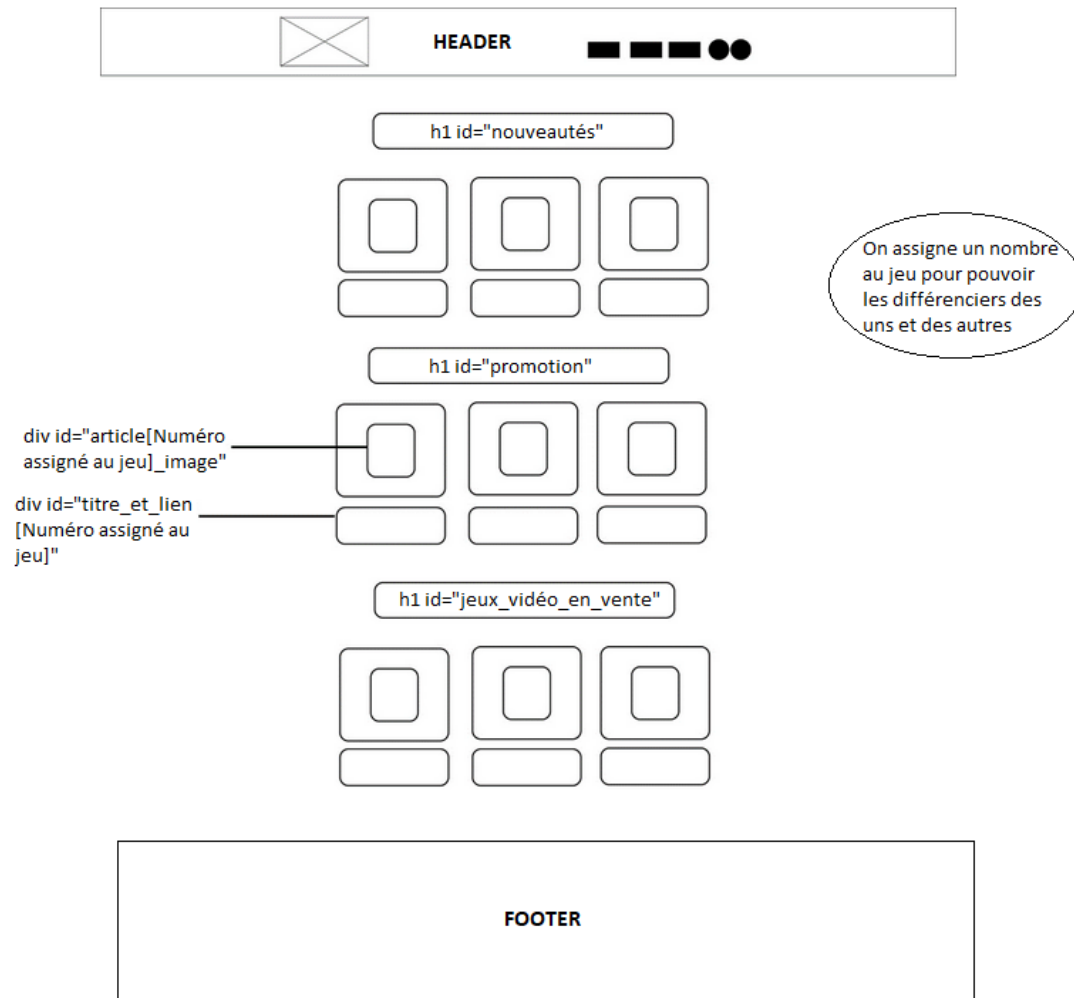 HEADER
h1 id="nouveautés"
On assigne un nombre
au jeu pour pouvoir
les différenciers des
uns et des autres
h1 id="promotion"
div id="article[Numéro
assigné au jeu]_image"
div id="titre_et_lien
[Numéro assigné au
jeu]"
h1 id="jeux_vidéo_en_vente"
FOOTER